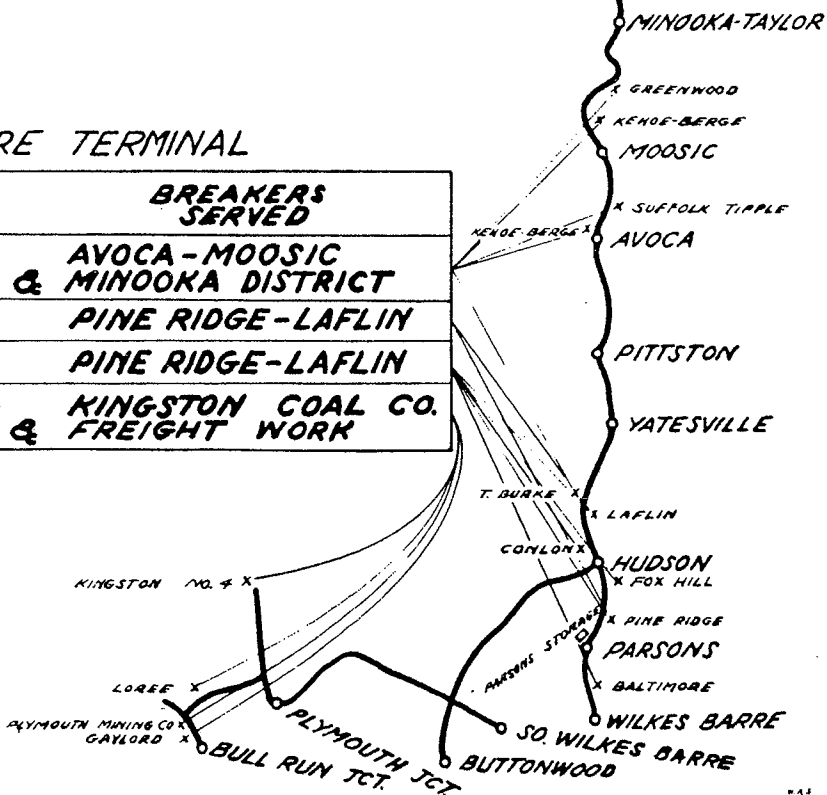 MINOOKA-TAYLOR
GREENWOOD
KEHOE-BERGE
MOOSIC
SUFFOLK TIPPLE
KEHOE-BERGE
AVOCA
PITTSTON
YATESVILLE
T. BURKE
LAFLIN
CONLON
HUDSON
FOX HILL
PINE RIDGE
PARSONS STORAGE
PARSONS
BALTIMORE
WILKES BARRE
SO. WILKES BARRE
BUTTONWOOD
PLYMOUTH JCT.
BULL RUN JCT.
KINGSTON NO. 4
LOREE
PLYMOUTH MINING CO
GAYLORD
RE TERMINAL
BREAKERS
SERVED
AVOCA-MOOSIC
& MINOOKA DISTRICT
PINE RIDGE-LAFLIN
PINE RIDGE-LAFLIN
KINGSTON COAL CO.
& FREIGHT WORK